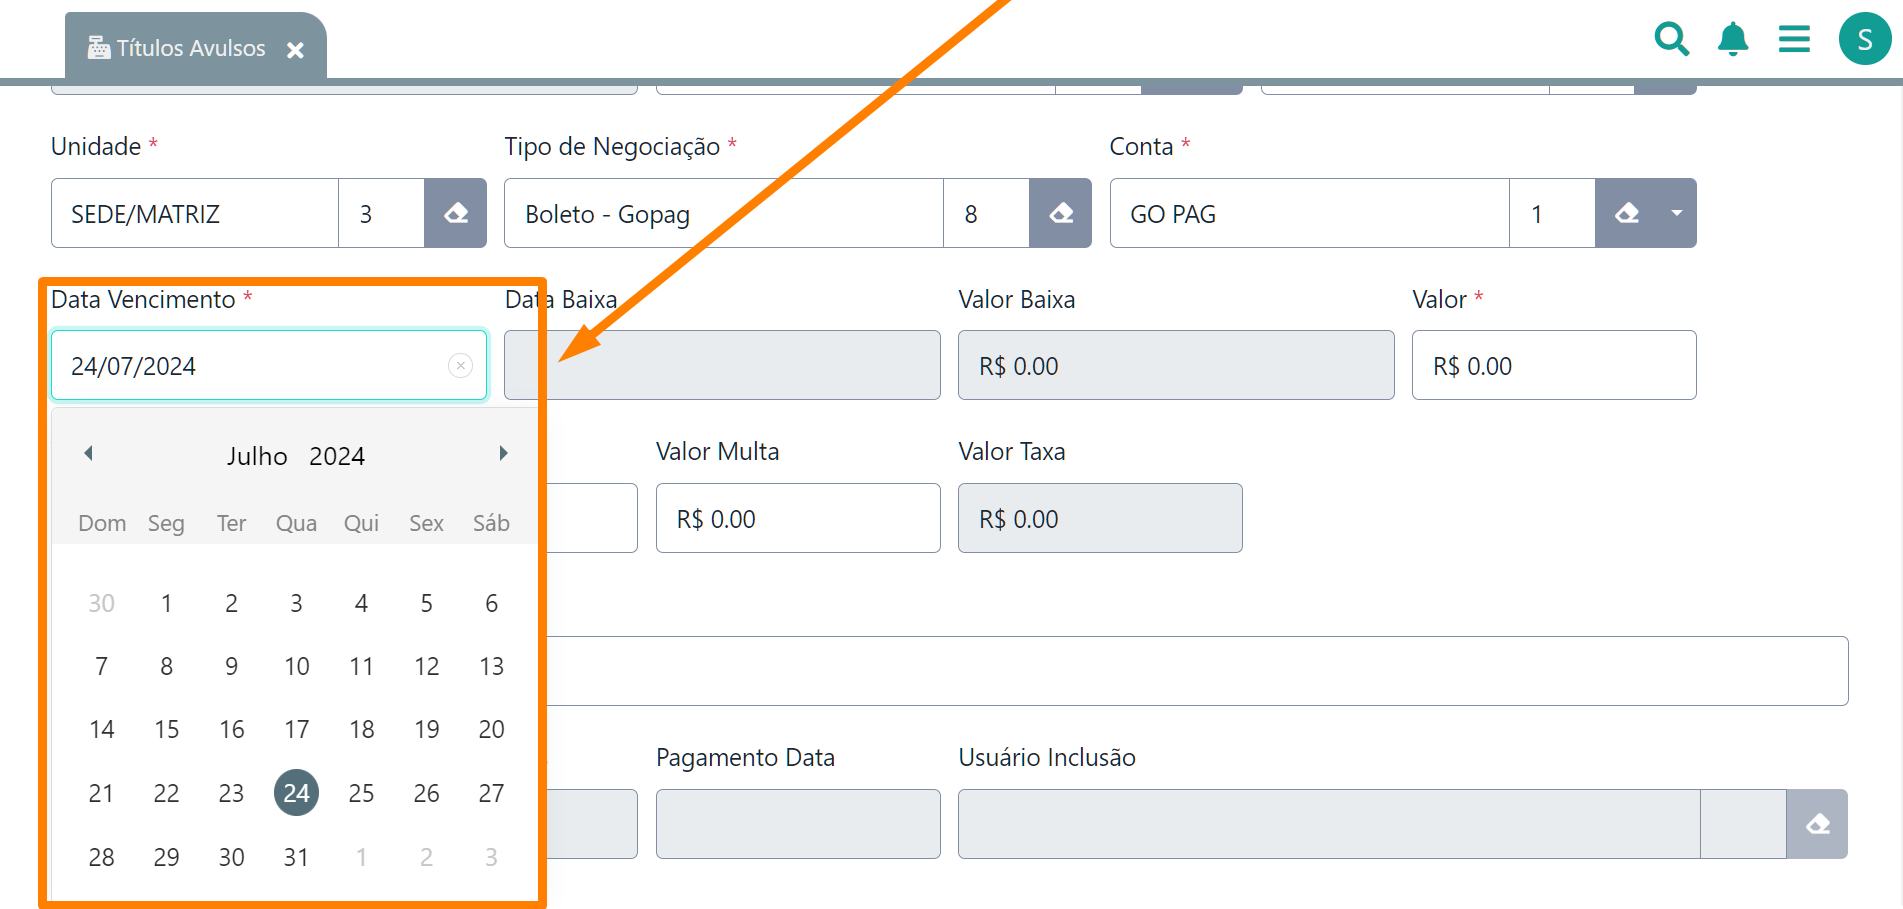 Títulos Avulsos
S
Unidade *
Tipo de Negociação *
Conta *
SEDE/MATRIZ 3
Boleto - Gopag 8
GO PAG 1
Data Vencimento *
Data Baixa
Valor Baixa
Valor *
24/07/2024
R$ 0.00
R$ 0.00
Julho 2024
Valor Multa
Valor Taxa
Dom Seg Ter Qua Qui Sex Sáb
R$ 0.00
R$ 0.00
30 1 2 3 4 5 6
7 8 9 10 11 12 13
14 15 16 17 18 19 20
Pagamento Data
Usuário Inclusão
21 22 23 24 25 26 27
28 29 30 31 1 2 3